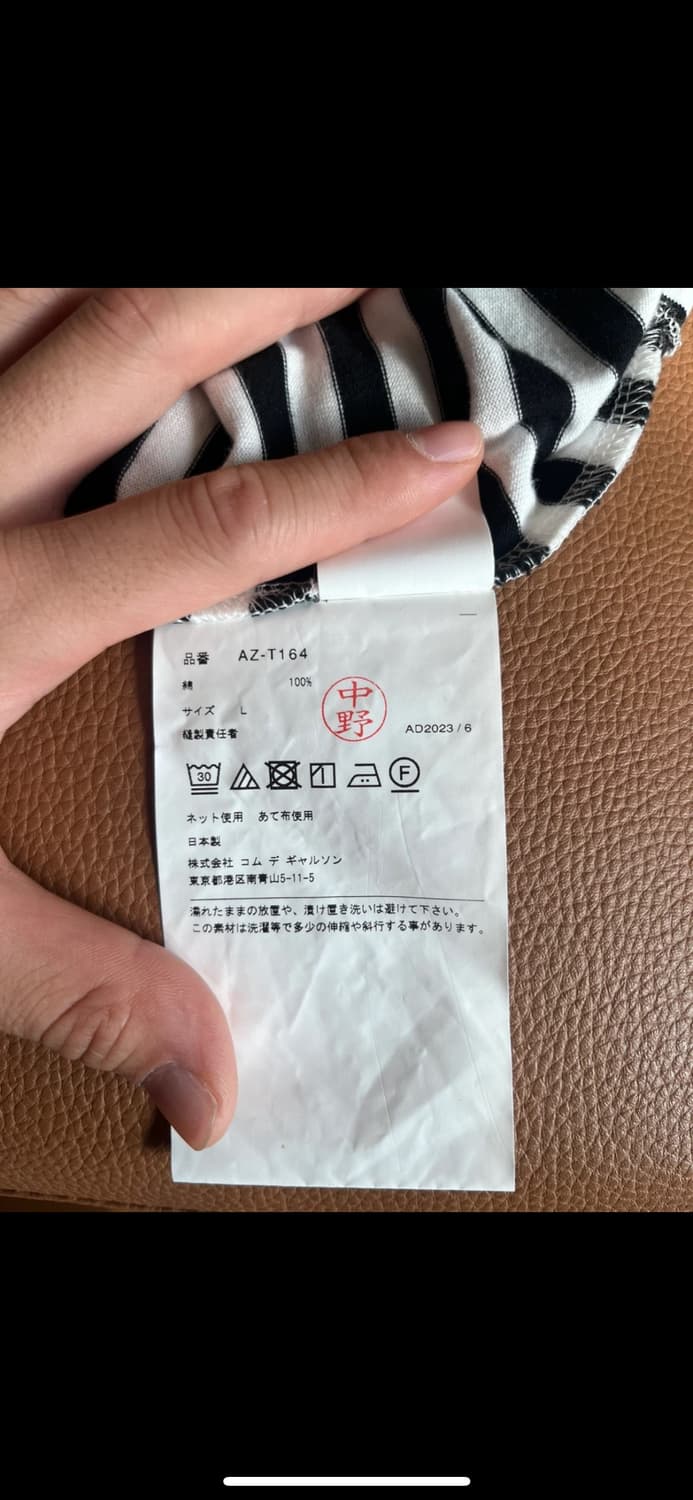 品番 AZ-T164
綿 100%
サイズ L
中野
縫製責任者
AD2023 / 6
30
F
ネット使用 あて布使用
日本製
株式会社 コム デ ギャルソン
東京都港区南青山5-11-5
濡れたままの放置や、漬け置き洗いは避けて下さい。
この素材は洗濯等で多少の伸縮や斜行する事があります。